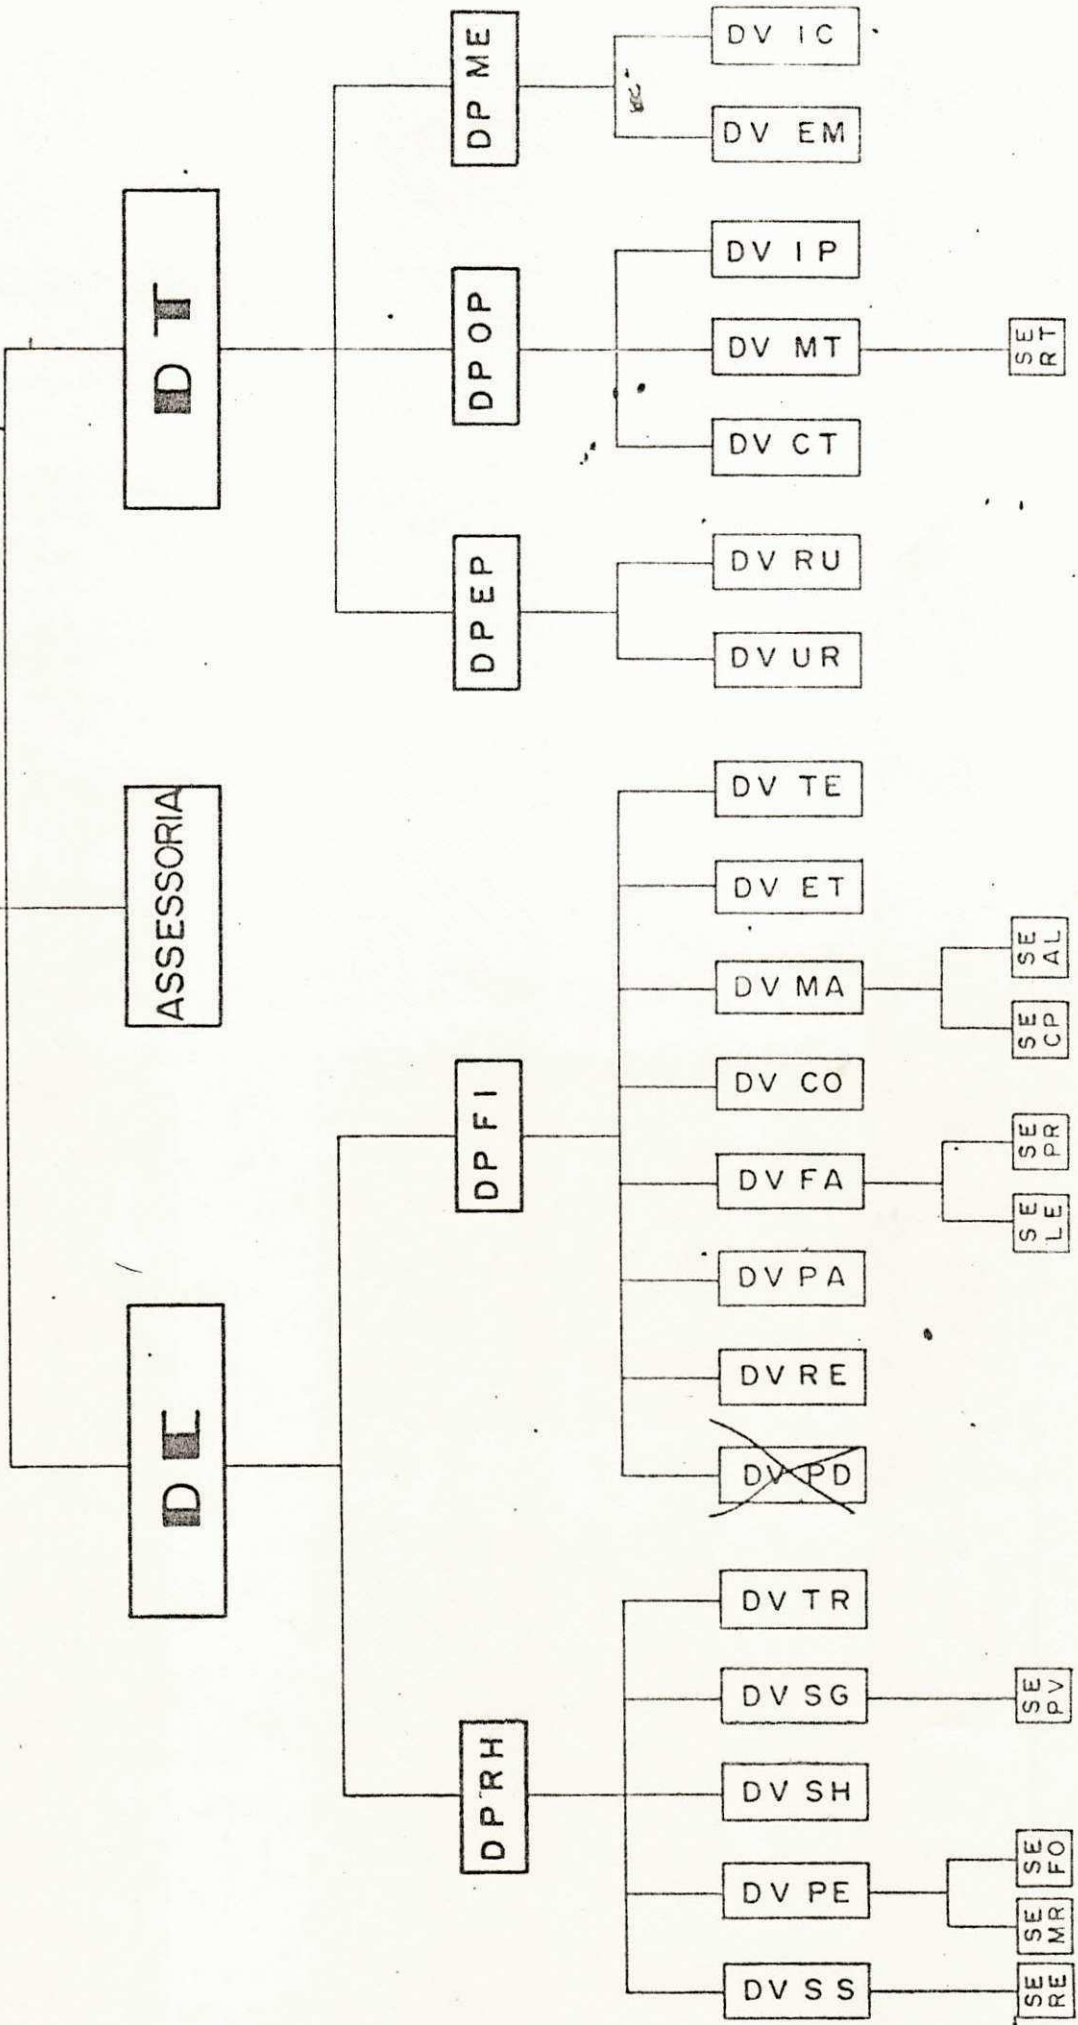 DT
ASSESSORIA
DE
DP ME
DP OP
DP EP
DP FI
DP RH
DV IC
DV EM
DV IP
DV MT
DV CT
DV RU
DV UR
DV TE
DV ET
DV MA
DV CO
DV FA
DV PA
DV RE
DV PD
DV TR
DV SG
DV SH
DV PE
DV SS
SE
RT
SE
AL
SE
CP
SE
PR
SE
LE
SE
PV
SE
FO
SE
MR
SE
RE